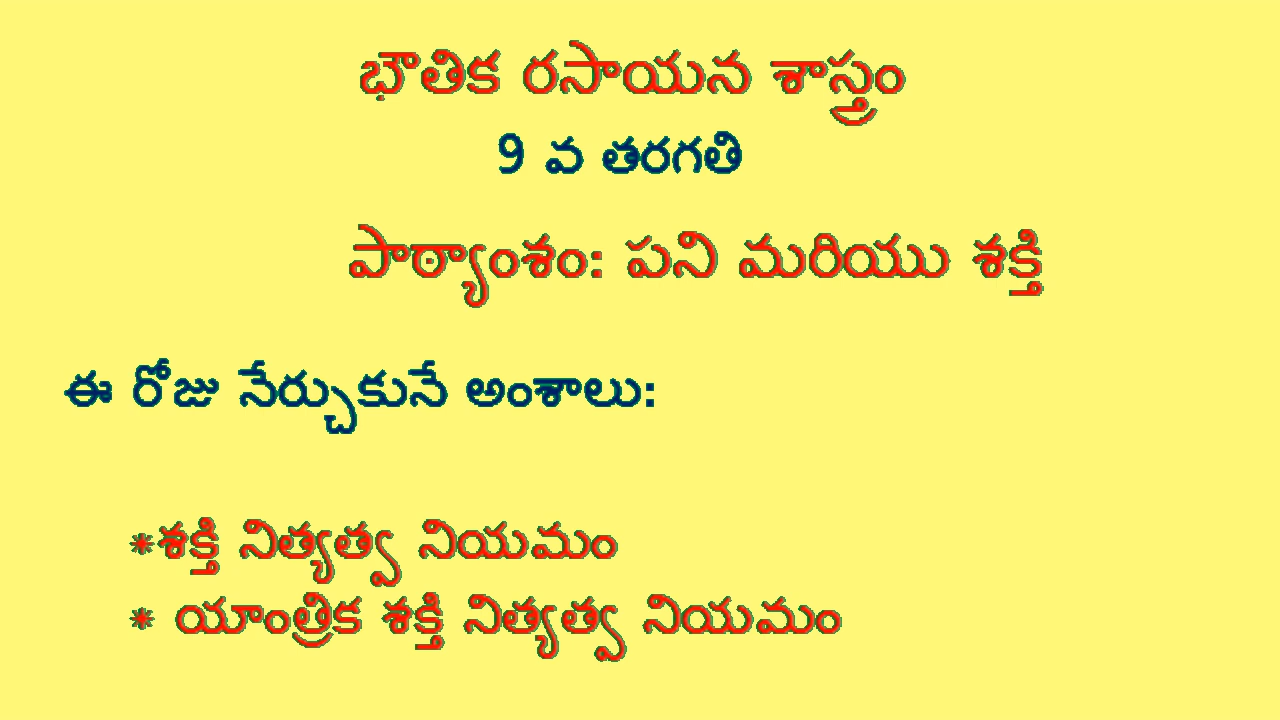 భౌతిక రసాయన శాస్త్రం
9 వ తరగతి
పాఠ్యాంశం: పని మరియు శక్తి
ఈ రోజు నేర్చుకునే అంశాలు:
*శక్తి నిత్యత్వ నియమం
* యాంత్రిక శక్తి నిత్యత్వ నియమం